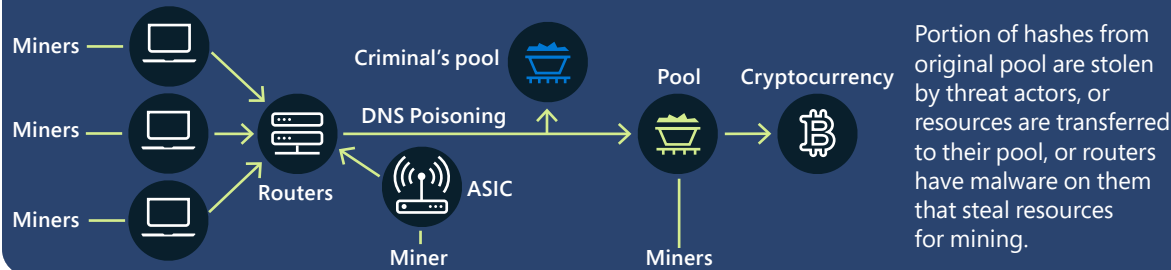 Miners
Miners
Miners
Routers
Criminal's pool
DNS Poisoning
ASIC
Miner
Pool
Miners
Cryptocurrency
Portion of hashes from
original pool are stolen
by threat actors, or
resources are transferred
to their pool, or routers
have malware on them
that steal resources
for mining.